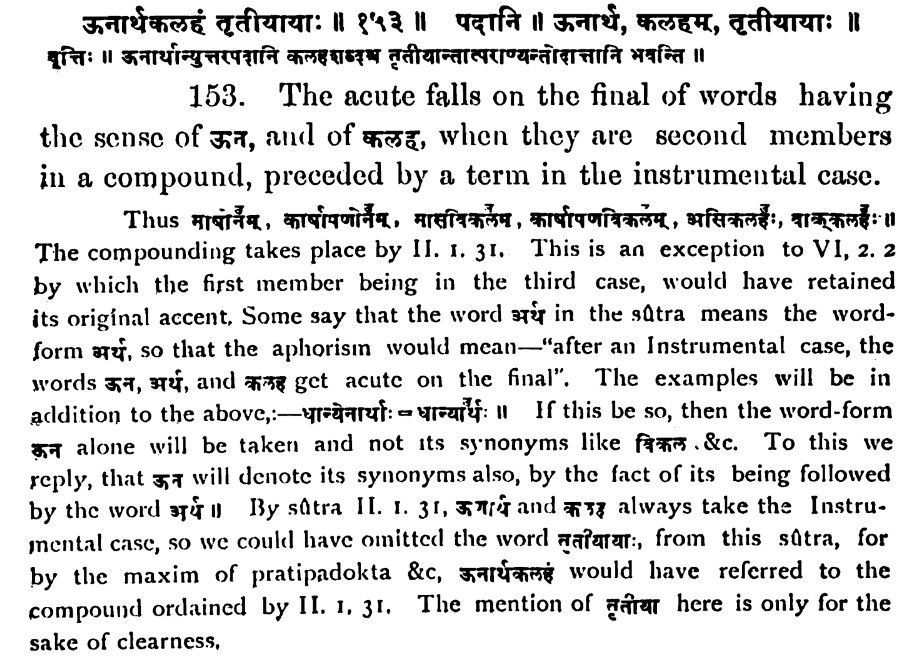 ऊनार्थकलहं तृतीयायाः ॥ १५३ ॥ पदानि ॥ ऊनार्थ, कलहम्, तृतीयायाः ॥
वृत्तिः ॥ ऊनार्थान्युत्तरपदानि कलहशब्दश्च तृतीयान्तात्पराण्यन्तोदात्तानि भवन्ति ॥
153. The acute falls on the final of words having
the sense of ऊन, and of कलह, when they are second members
in a compound, preceded by a term in the instrumental case.
Thus माषोनम्, कार्षापणोनम्, मासविकलम, कार्षापणविकलम्, असिकलहः, वाक्कलहः ॥
The compounding takes place by II. 1. 31. This is an exception to VI, 2. 2
by which the first member being in the third case, would have retained
its original accent. Some say that the word अर्थ in the sûtra means the word-
form अर्थ, so that the aphorism would mean—“after an Instrumental case, the
words ऊन, अर्थ, and कलह get acute on the final”. The examples will be in
addition to the above,:—धान्येनार्थाः = धान्यार्थः ॥ If this be so, then the word-form
ऊन alone will be taken and not its synonyms like विकल &c. To this we
reply, that ऊन will denote its synonyms also, by the fact of its being followed
by the word अर्थ ॥ By sûtra II. 1. 31, ऊनार्थ and कलह always take the Instru-
mental case, so we could have omitted the word तृतीयायाः, from this sûtra, for
by the maxim of pratipadokta &c, ऊनार्थकलहं would have referred to the
compound ordained by II. 1, 31. The mention of तृतीया here is only for the
sake of clearness.